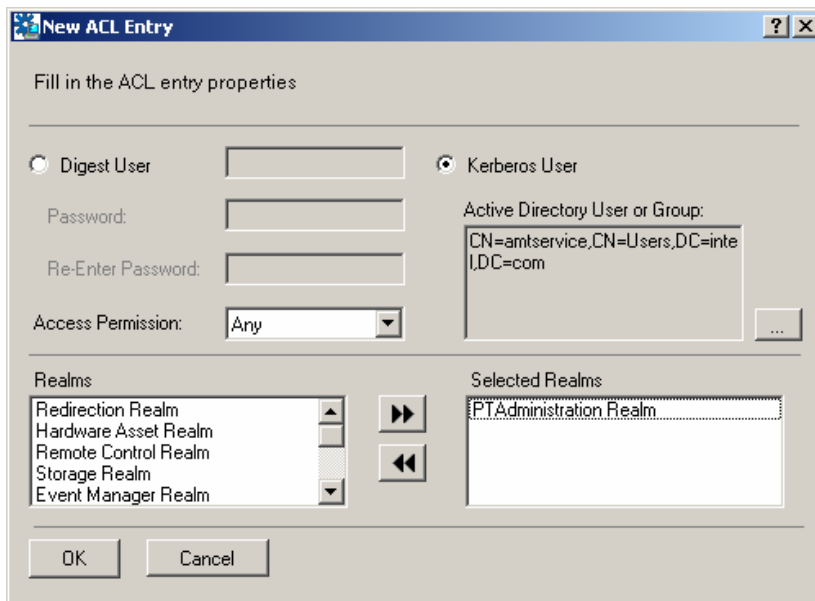 New ACL Entry
Fill in the ACL entry properties
Digest User
Kerberos User
Password:
Active Directory User or Group:
CN=amtservice,CN=Users,DC=inte
l,DC=com
Re-Enter Password:
Access Permission:
Any
...
Realms
Selected Realms
Redirection Realm
Hardware Asset Realm
Remote Control Realm
Storage Realm
Event Manager Realm
PTAdministration Realm
OK
Cancel